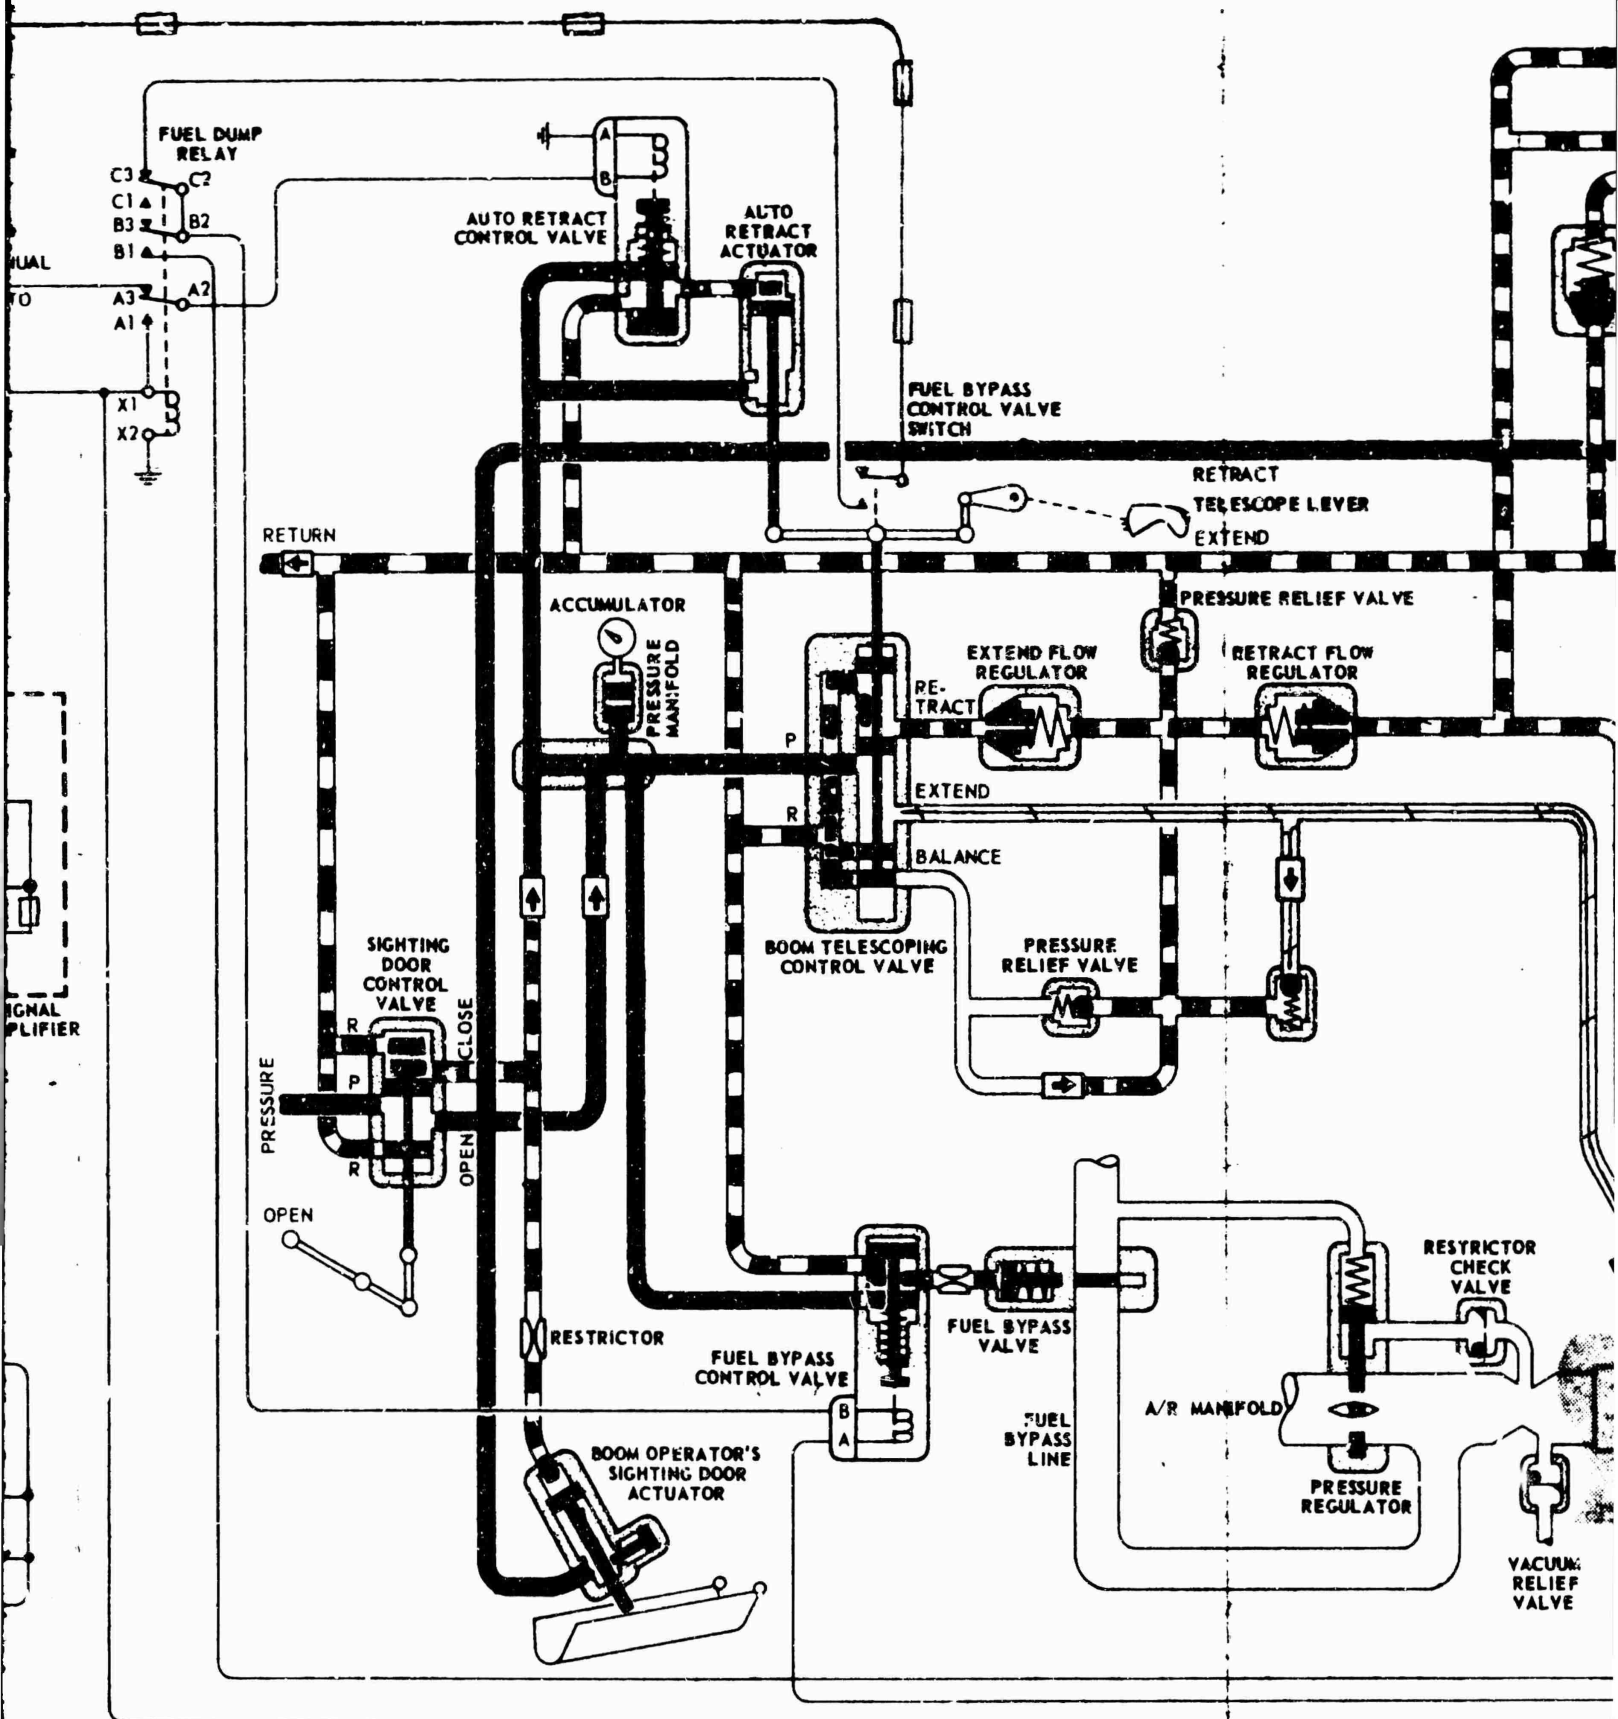 FUEL DUMP
RELAY
C3
C2
C1
B3
B2
B1
A3
A2
A1
X1
X2
A
B
AUTO RETRACT
CONTROL VALVE
AUTO
RETRACT
ACTUATOR
FUEL BYPASS
CONTROL VALVE
SWITCH
RETRACT
TELESCOPE LEVER
EXTEND
RETURN
ACCUMULATOR
PRESSURE
MANIFOLD
PRESSURE RELIEF VALVE
EXTEND FLOW
REGULATOR
RETRACT FLOW
REGULATOR
RE-
TRACT
P
EXTEND
R
BALANCE
BOOM TELESCOPING
CONTROL VALVE
PRESSURE
RELIEF VALVE
SIGHTING
DOOR
CONTROL
VALVE
R
P
R
CLOSE
OPEN
PRESSURE
OPEN
RESTRICTOR
FUEL BYPASS
VALVE
FUEL BYPASS
CONTROL VALVE
B
A
RESTRICTOR
CHECK
VALVE
A/R MANIFOLD
FUEL
BYPASS
LINE
PRESSURE
REGULATOR
BOOM OPERATOR'S
SIGHTING DOOR
ACTUATOR
VACUUM
RELIEF
VALVE